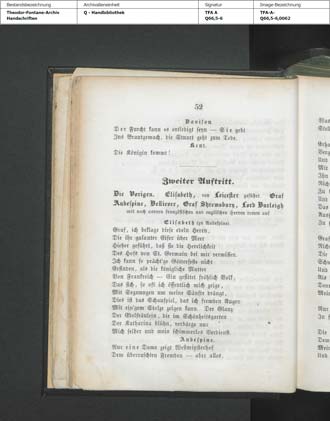 Bestandsbezeichnung
Archivalieneinheit
Signatur
Image-Bezeichnung
Theodor-Fontane-Archiv
Handschriften
Q - Handbibliothek
TFA A
Q66,5-6
TFA-A-
Q66,5-6,0062
52
Davison
Der Furcht kann es entledigt seyn — Sie geht
Ins Brautgemach, die Stuart geht zum Tode.
Kent.
Die Königin kommt!
Zweiter Auftritt.
Die Vorigen. Elisabeth, von Leicester geführt. Graf
Aubespine, Bellievre, Graf Shrewsbury, Lord Burleigh
mit noch andern französischen und englischen Herren treten auf
Elisabeth (zu Aubespine).
Graf, ich beklage diese edeln Herrn,
Die ihr galanter Eifer über Meer
Hieher geführt, daß sie die Herrlichkeit
Des Hofs von St. Germain bei mir vermissen.
Ich kann so prächt'ge Götterfeste nicht
Erfinden, als die königliche Mutter
Von Frankreich — Ein gesittet fröhlich Volk,
Das sich, so oft ich öffentlich mich zeige,
Mit Segnungen um meine Sänfte drängt,
Dies ist das Schauspiel, das ich fremden Augen
Mit ein'gem Stolze zeigen kann. Der Glanz
Der Edelfräulein, die im Schönheitsgarten
Der Katharina blühn, verbärge nur
Mich selber und mein schimmerlos Verdienst.
Aubespine.
Nur eine Dame zeigt Westmünsterhof
Dem überraschten Fremden — aber alles,